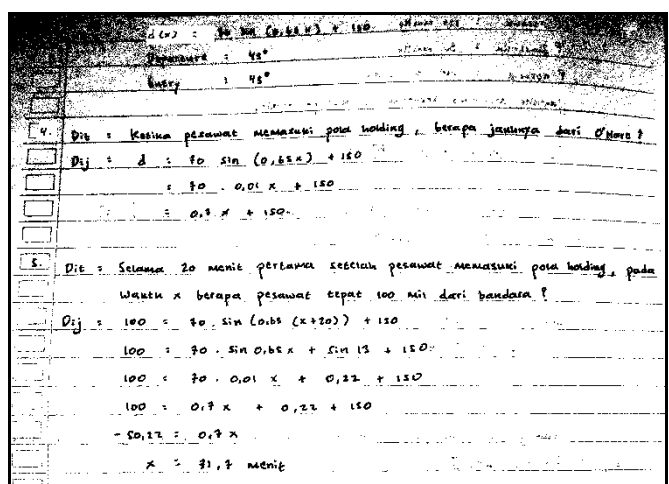 d(x) = 70 sin (0,65 x) + 150
Departure : 45°
Entry : 45°
4. Dit : Ketika pesawat memasuki pola holding, berapa jauhnya dari O'Hare ?
Dij : d : 70 sin (0,65x) + 150
= 70 . 0,01 x + 150
= 0,7 x + 150.
5. Dit : Selama 20 menit pertama setelah pesawat memasuki pola holding, pada
waktu x berapa pesawat tepat 100 mil dari bandara ?
Dij : 100 = 70 . sin (0,65 (x+20)) + 150
100 = 70 . sin 0,65 x + sin 13 + 150
100 = 70 . 0,01 x + 0,22 + 150
100 = 0,7 x + 0,22 + 150
- 50,22 = 0,7 x
x = 71,7 menit